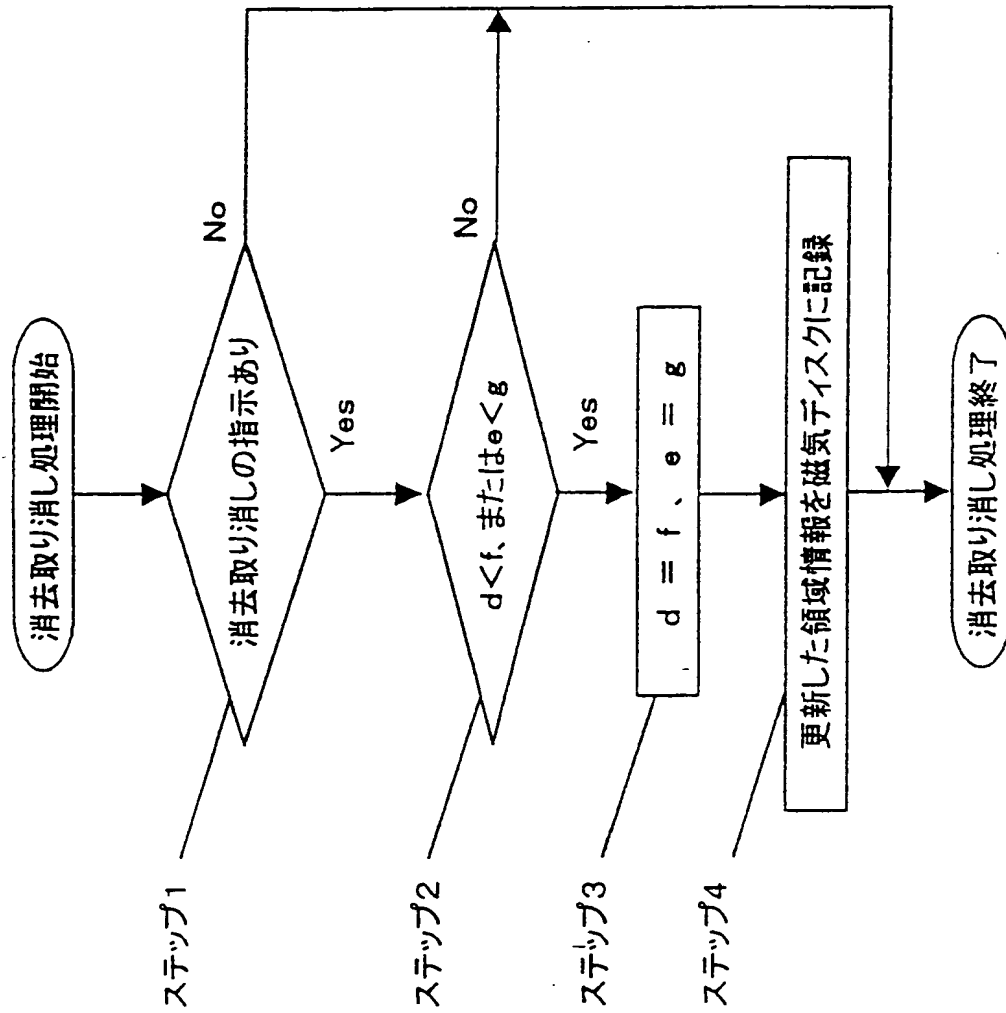 消去取り消し処理開始
ステップ1
消去取り消しの指示あり
No
Yes
ステップ2
d<f、またはe<g
No
Yes
ステップ3
d = f 、 e = g
ステップ4
更新した領域情報を磁気ディスクに記録
消去取り消し処理終了